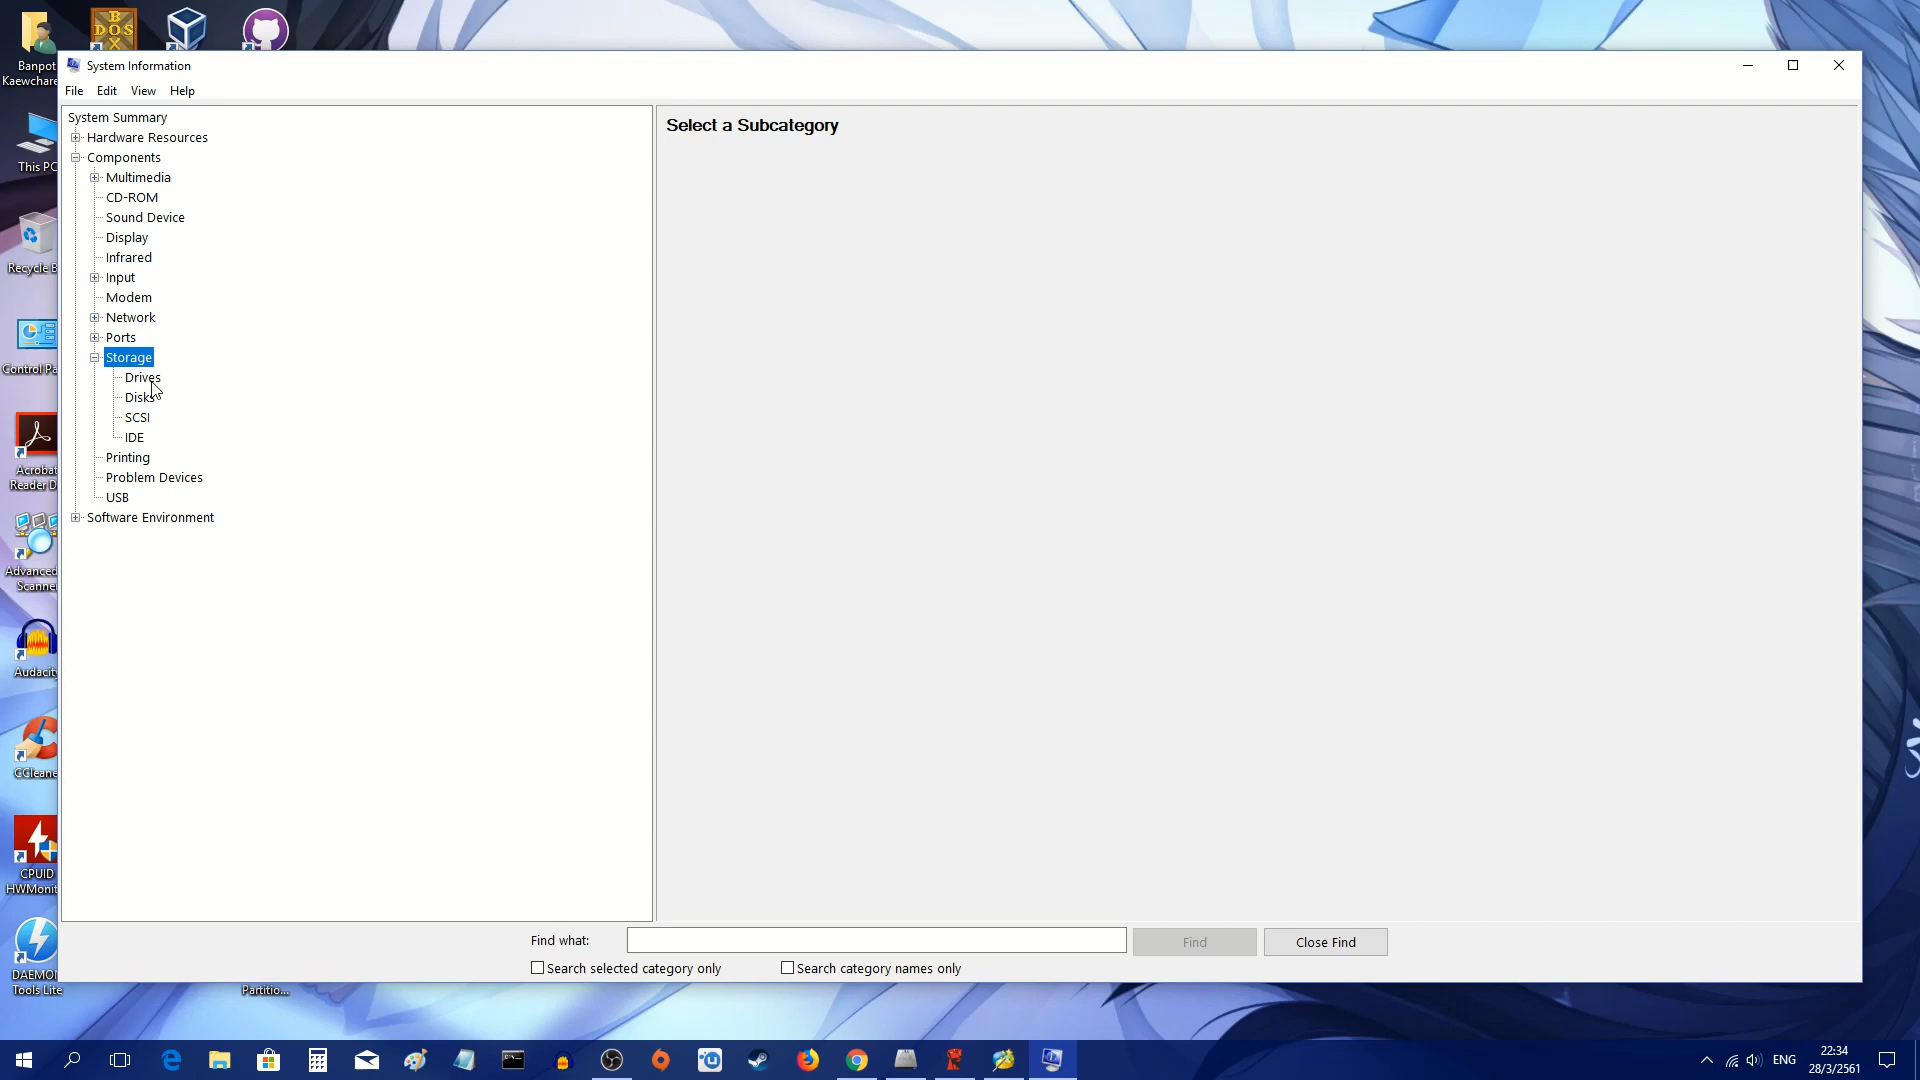 Banpot
Kaewchare
This PC
Recycle B
Control Pa
Acrobat
Reader D
Advanced
Scanne
Audacit
CCleane
CPUID
HWMonit
DAEMON
Tools Lite
Partitio...
System Information
File Edit View Help
System Summary
Hardware Resources
Components
Multimedia
CD-ROM
Sound Device
Display
Infrared
Input
Modem
Network
Ports
Storage
Drives
Disks
SCSI
IDE
Printing
Problem Devices
USB
Software Environment
Select a Subcategory
Find what:
Find
Close Find
Search selected category only
Search category names only
ENG
22:34
28/3/2561